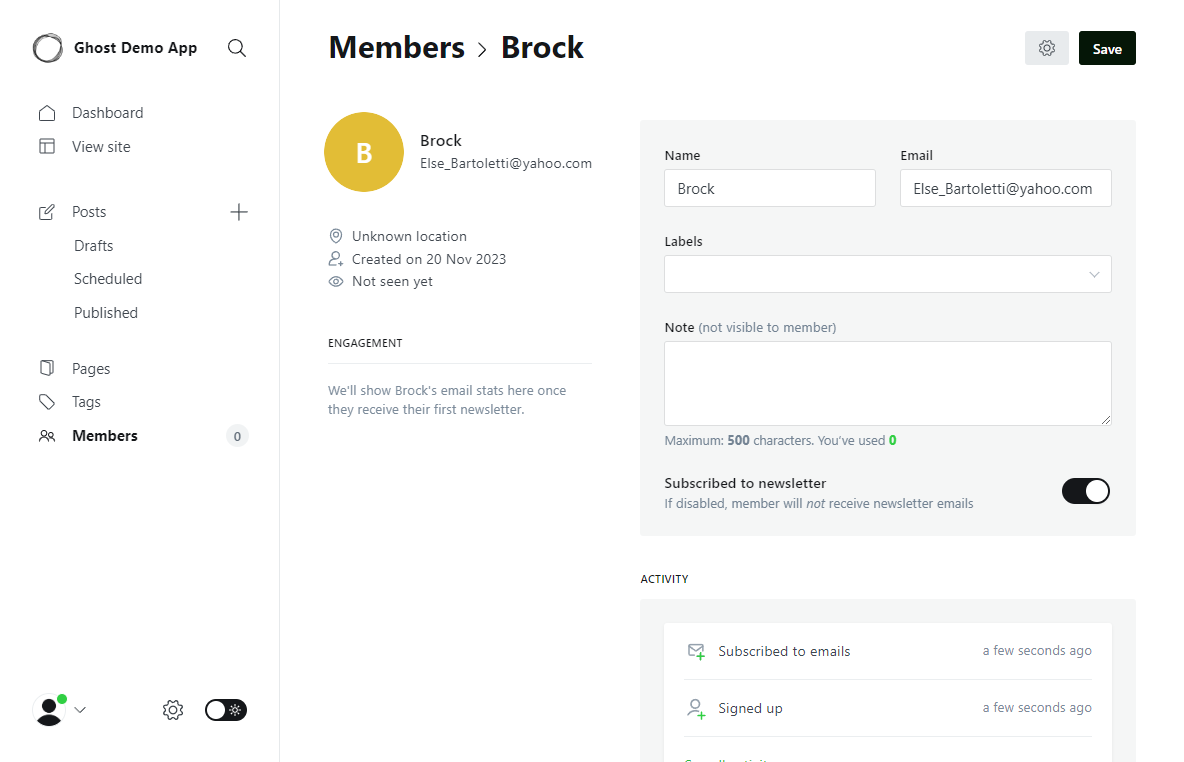 Ghost Demo App
Dashboard
View site
Posts
Drafts
Scheduled
Published
Pages
Tags
Members 0
Members > Brock
Save
B
Brock
Else_Bartoletti@yahoo.com
Unknown location
Created on 20 Nov 2023
Not seen yet
ENGAGEMENT
We'll show Brock's email stats here once
they receive their first newsletter.
Name
Brock
Email
Else_Bartoletti@yahoo.com
Labels
Note (not visible to member)
Maximum: 500 characters. You've used 0
Subscribed to newsletter
If disabled, member will not receive newsletter emails
ACTIVITY
Subscribed to emails a few seconds ago
Signed up a few seconds ago